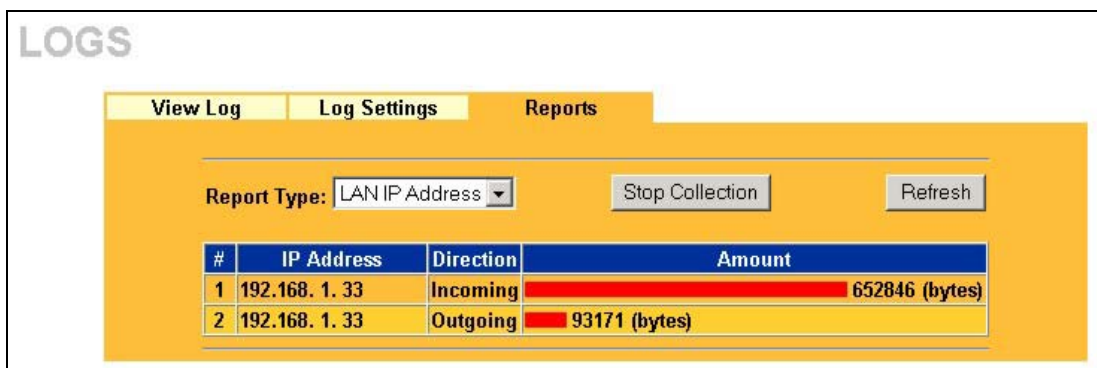 LOGS
View Log Log Settings Reports
Report Type: LAN IP Address Stop Collection Refresh
# IP Address Direction Amount
1 192.168. 1. 33 Incoming 652846 (bytes)
2 192.168. 1. 33 Outgoing 93171 (bytes)